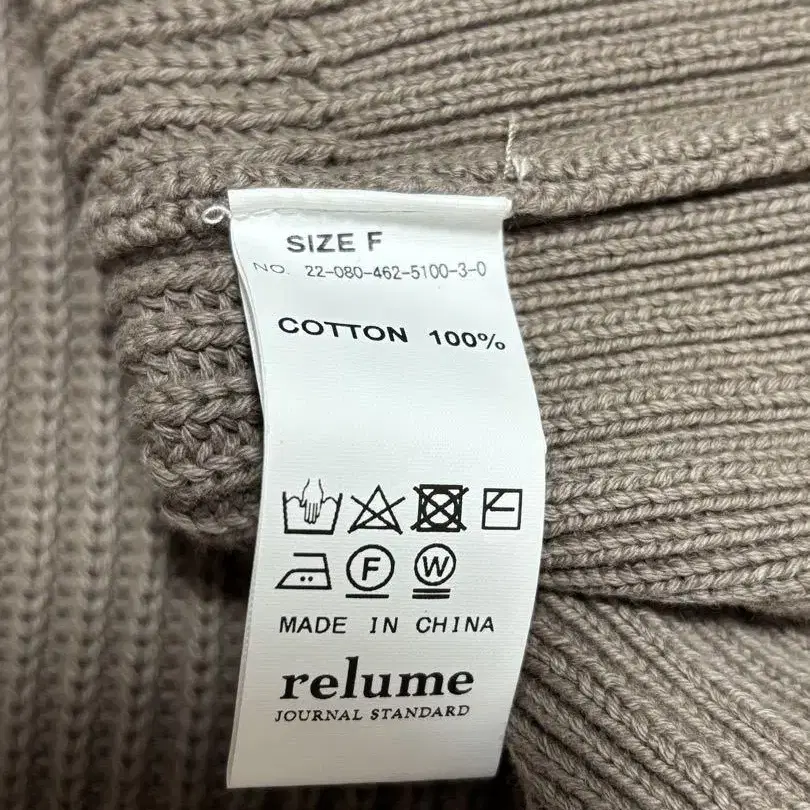 SIZE F
NO. 22-080-462-5100-3-0
COTTON 100%
F W
MADE IN CHINA
relume
JOURNAL STANDARD